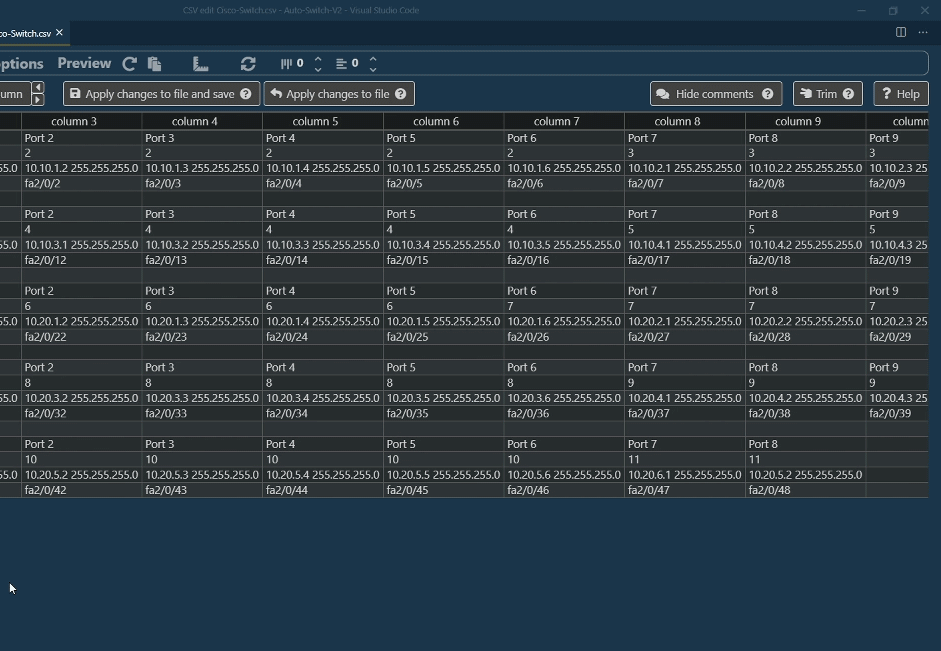 CSV edit Cisco-Switch.csv - Auto-Switch-V2 - Visual Studio Code
co-Switch.csv
ptions Preview 0 0
umn Apply changes to file and save Apply changes to file Hide comments Trim Help
column 3 column 4 column 5 column 6 column 7 column 8 column 9 column
Port 2 Port 3 Port 4 Port 5 Port 6 Port 7 Port 8 Port 9
2 2 2 2 2 3 3 3
55.0 10.10.1.2 255.255.255.0 10.10.1.3 255.255.255.0 10.10.1.4 255.255.255.0 10.10.1.5 255.255.255.0 10.10.1.6 255.255.255.0 10.10.2.1 255.255.255.0 10.10.2.2 255.255.255.0 10.10.2.3 25
fa2/0/2 fa2/0/3 fa2/0/4 fa2/0/5 fa2/0/6 fa2/0/7 fa2/0/8 fa2/0/9
Port 2 Port 3 Port 4 Port 5 Port 6 Port 7 Port 8 Port 9
4 4 4 4 4 5 5 5
55.0 10.10.3.1 255.255.255.0 10.10.3.2 255.255.255.0 10.10.3.3 255.255.255.0 10.10.3.4 255.255.255.0 10.10.3.5 255.255.255.0 10.10.4.1 255.255.255.0 10.10.4.2 255.255.255.0 10.10.4.3 25
fa2/0/12 fa2/0/13 fa2/0/14 fa2/0/15 fa2/0/16 fa2/0/17 fa2/0/18 fa2/0/19
Port 2 Port 3 Port 4 Port 5 Port 6 Port 7 Port 8 Port 9
6 6 6 6 7 7 7 7
55.0 10.20.1.2 255.255.255.0 10.20.1.3 255.255.255.0 10.20.1.4 255.255.255.0 10.20.1.5 255.255.255.0 10.20.1.6 255.255.255.0 10.20.2.1 255.255.255.0 10.20.2.2 255.255.255.0 10.20.2.3 25
fa2/0/22 fa2/0/23 fa2/0/24 fa2/0/25 fa2/0/26 fa2/0/27 fa2/0/28 fa2/0/29
Port 2 Port 3 Port 4 Port 5 Port 6 Port 7 Port 8 Port 9
8 8 8 8 8 9 9 9
55.0 10.20.3.2 255.255.255.0 10.20.3.3 255.255.255.0 10.20.3.4 255.255.255.0 10.20.3.5 255.255.255.0 10.20.3.6 255.255.255.0 10.20.4.1 255.255.255.0 10.20.4.2 255.255.255.0 10.20.4.3 25
fa2/0/32 fa2/0/33 fa2/0/34 fa2/0/35 fa2/0/36 fa2/0/37 fa2/0/38 fa2/0/39
Port 2 Port 3 Port 4 Port 5 Port 6 Port 7 Port 8
10 10 10 10 10 11 11
55.0 10.20.5.2 255.255.255.0 10.20.5.3 255.255.255.0 10.20.5.4 255.255.255.0 10.20.5.5 255.255.255.0 10.20.5.6 255.255.255.0 10.20.6.1 255.255.255.0 10.20.5.2 255.255.255.0
fa2/0/42 fa2/0/43 fa2/0/44 fa2/0/45 fa2/0/46 fa2/0/47 fa2/0/48